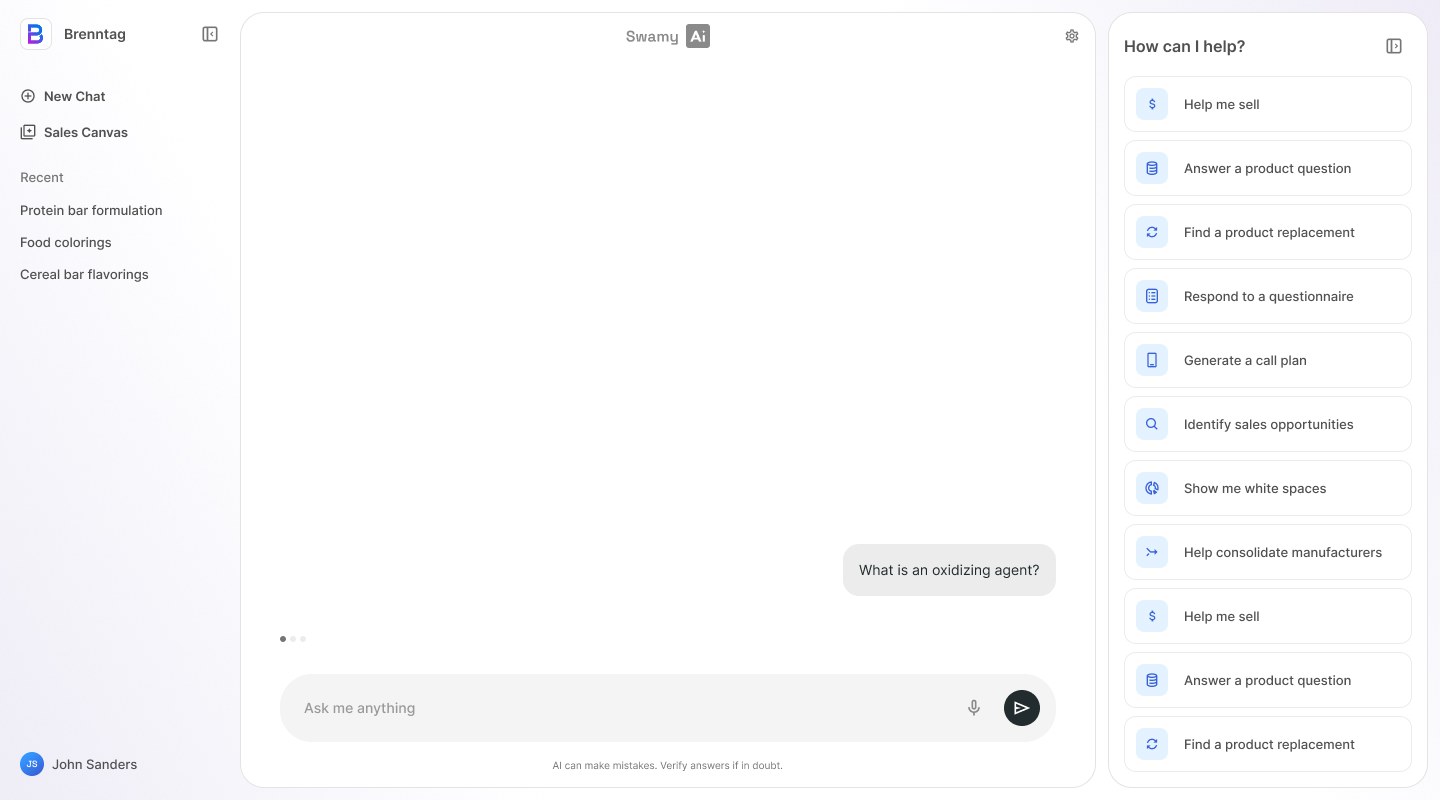 Brenntag
New Chat
Sales Canvas
Recent
Protein bar formulation
Food colorings
Cereal bar flavorings
JS
John Sanders
Swamy Ai
What is an oxidizing agent?
Ask me anything
AI can make mistakes. Verify answers if in doubt.
How can I help?
Help me sell
Answer a product question
Find a product replacement
Respond to a questionnaire
Generate a call plan
Identify sales opportunities
Show me white spaces
Help consolidate manufacturers
Help me sell
Answer a product question
Find a product replacement